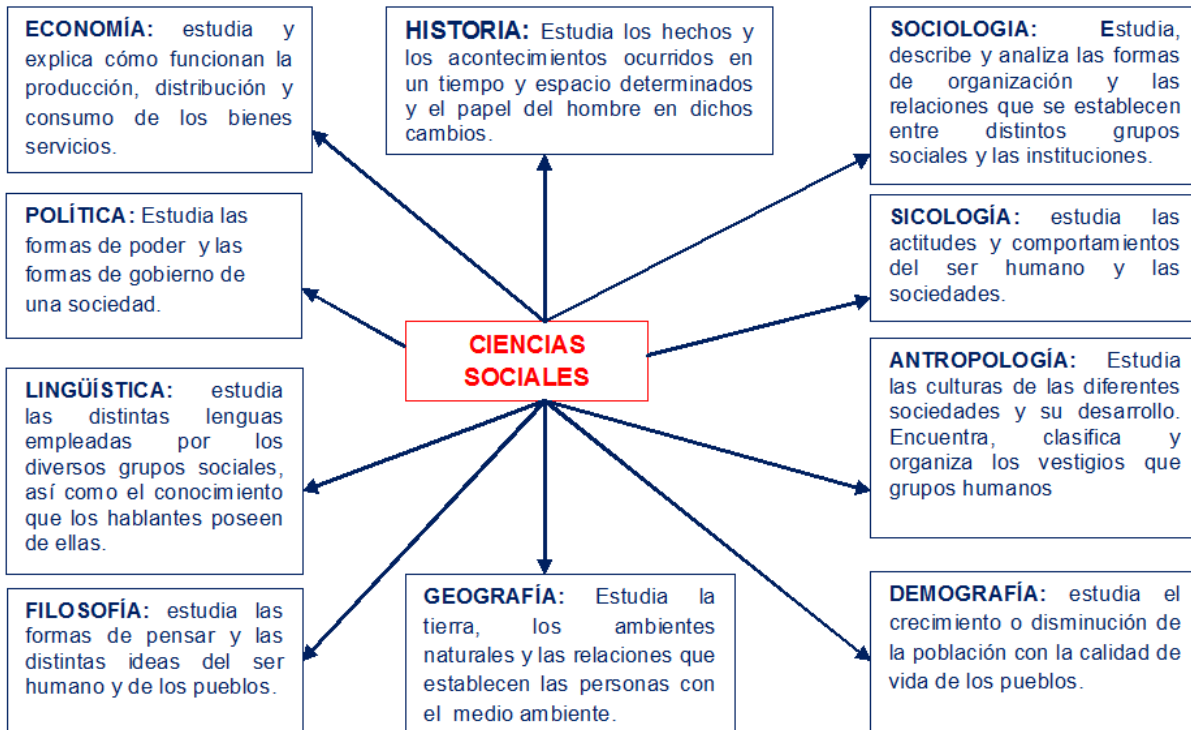 ECONOMÍA: estudia y
explica cómo funcionan la
producción, distribución y
consumo de los bienes
servicios.
HISTORIA: Estudia los hechos y
los acontecimientos ocurridos en
un tiempo y espacio determinados
y el papel del hombre en dichos
cambios.
SOCIOLOGIA: Estudia,
describe y analiza las formas
de organización y las
relaciones que se establecen
entre distintos grupos
sociales y las instituciones.
POLÍTICA: Estudia las
formas de poder y las
formas de gobierno de
una sociedad.
SICOLOGÍA: estudia las
actitudes y comportamientos
del ser humano y las
sociedades.
CIENCIAS
SOCIALES
LINGÜÍSTICA: estudia
las distintas lenguas
empleadas por los
diversos grupos sociales,
así como el conocimiento
que los hablantes poseen
de ellas.
ANTROPOLOGÍA: Estudia
las culturas de las diferentes
sociedades y su desarrollo.
Encuentra, clasifica y
organiza los vestigios que
grupos humanos
FILOSOFÍA: estudia las
formas de pensar y las
distintas ideas del ser
humano y de los pueblos.
GEOGRAFÍA: Estudia la
tierra, los ambientes
naturales y las relaciones que
establecen las personas con
el medio ambiente.
DEMOGRAFÍA: estudia el
crecimiento o disminución de
la población con la calidad de
vida de los pueblos.